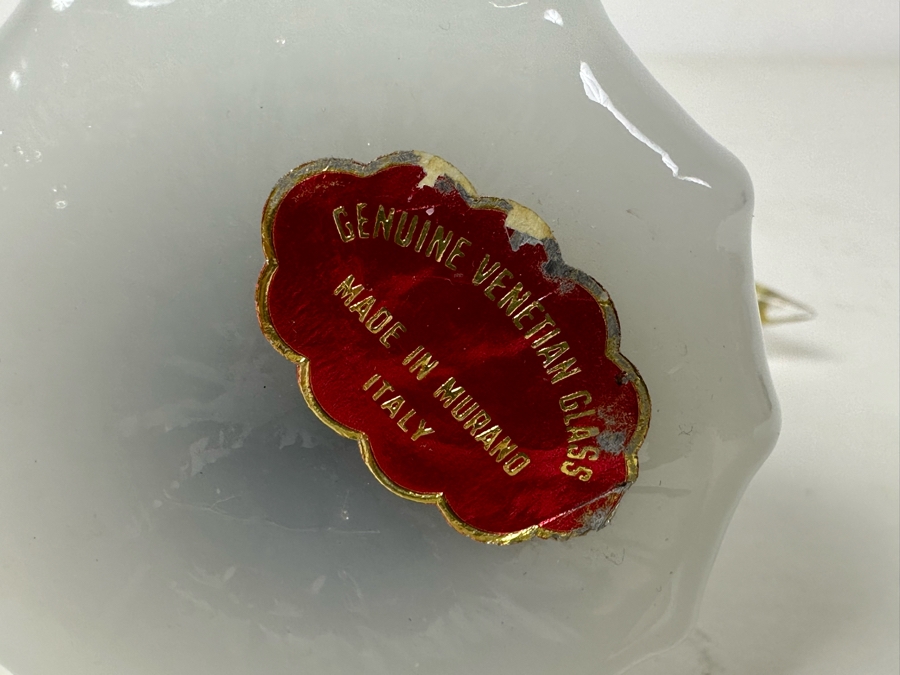 GENUINE VENETIAN GLASS
MADE IN MURANO
ITALY